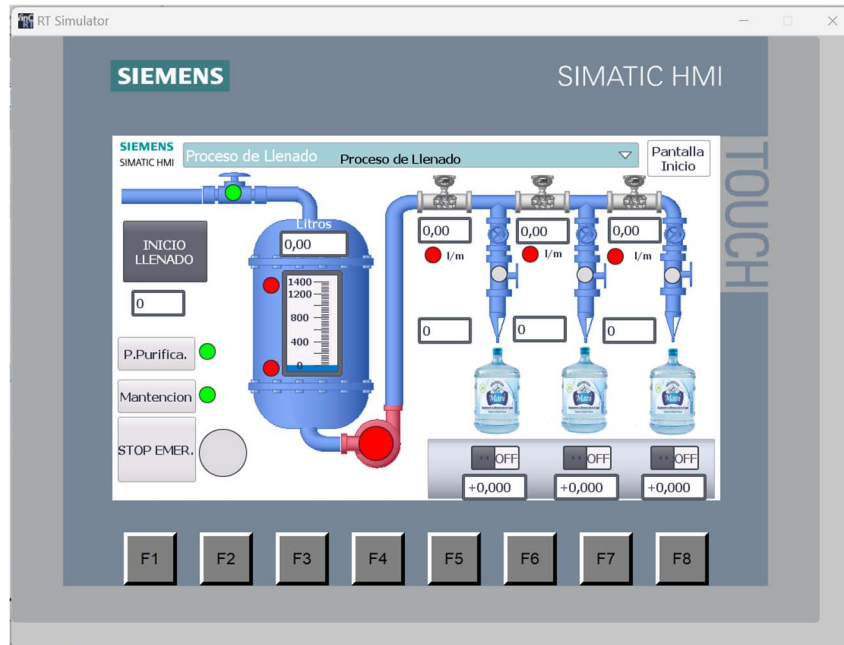 RT Simulator
SIEMENS
SIMATIC HMI
SIEMENS
SIMATIC HMI
Proceso de Llenado
Proceso de Llenado
Pantalla
Inicio
TOUCH
Litros
0,00
0,00
0,00
0,00
INICIO
LLENADO
l/m
l/m
l/m
1400
1200
800
400
0
0
0
0
0
P.Purifica.
Mantencion
STOP EMER.
Mani
Mani
Mani
OFF
OFF
OFF
+0,000
+0,000
+0,000
F1
F2
F3
F4
F5
F6
F7
F8